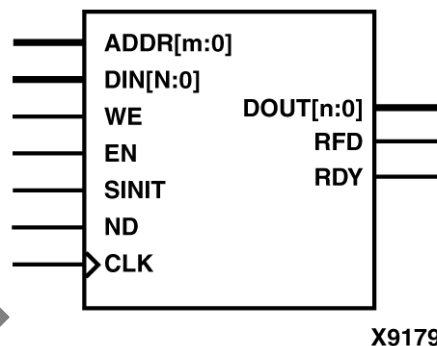 ADDR[m:0]
DIN[N:0]
WE
EN
SINIT
ND
CLK
DOUT[n:0]
RFD
RDY
X9179